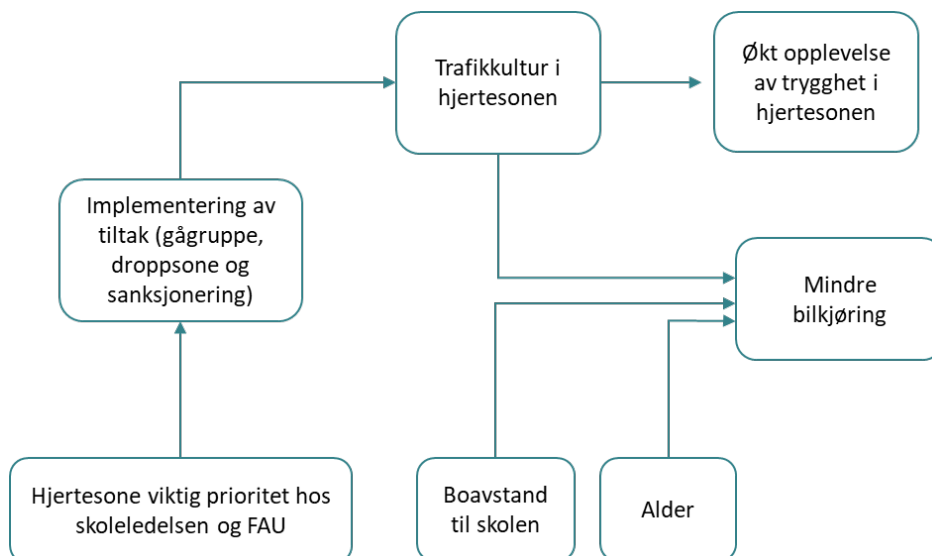 Trafikkultur i
hjertesonen
Økt opplevelse
av trygghet i
hjertesonen
Implementering av
tiltak (gågruppe,
droppsone og
sanksjonering)
Mindre
bilkjøring
Hjertesone viktig prioritet hos
skoleledelsen og FAU
Boavstand
til skolen
Alder